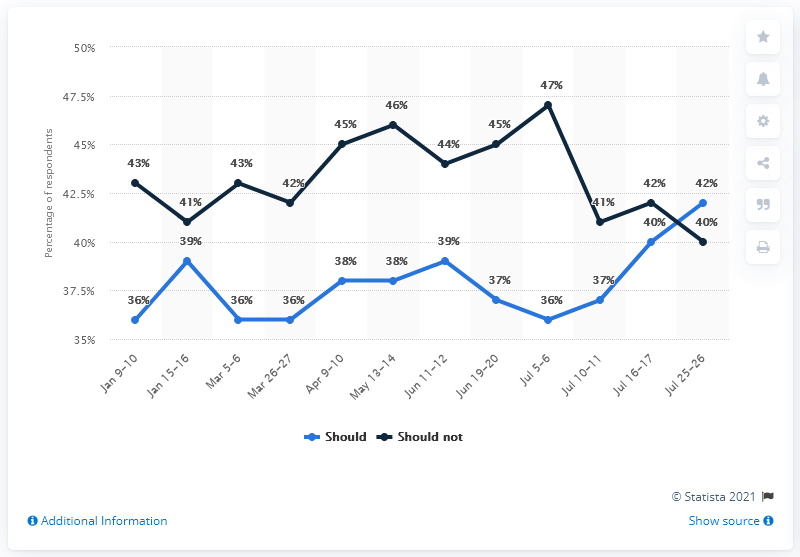 50%
47.5%
45%
42.5%
40%
37.5%
35%
Percentage of respondents
43%
41%
43%
42%
45%
46%
44%
45%
47%
41%
42%
40%
36%
39%
36%
36%
38%
38%
39%
37%
36%
37%
40%
42%
Jan 9–10
Jan 15–16
Mar 5–6
Mar 26–27
Apr 9–10
May 13–14
Jun 11–12
Jun 19–20
Jul 5–6
Jul 10–11
Jul 16–17
Jul 25–26
Should
Should not
© Statista 2021
Additional Information
Show source